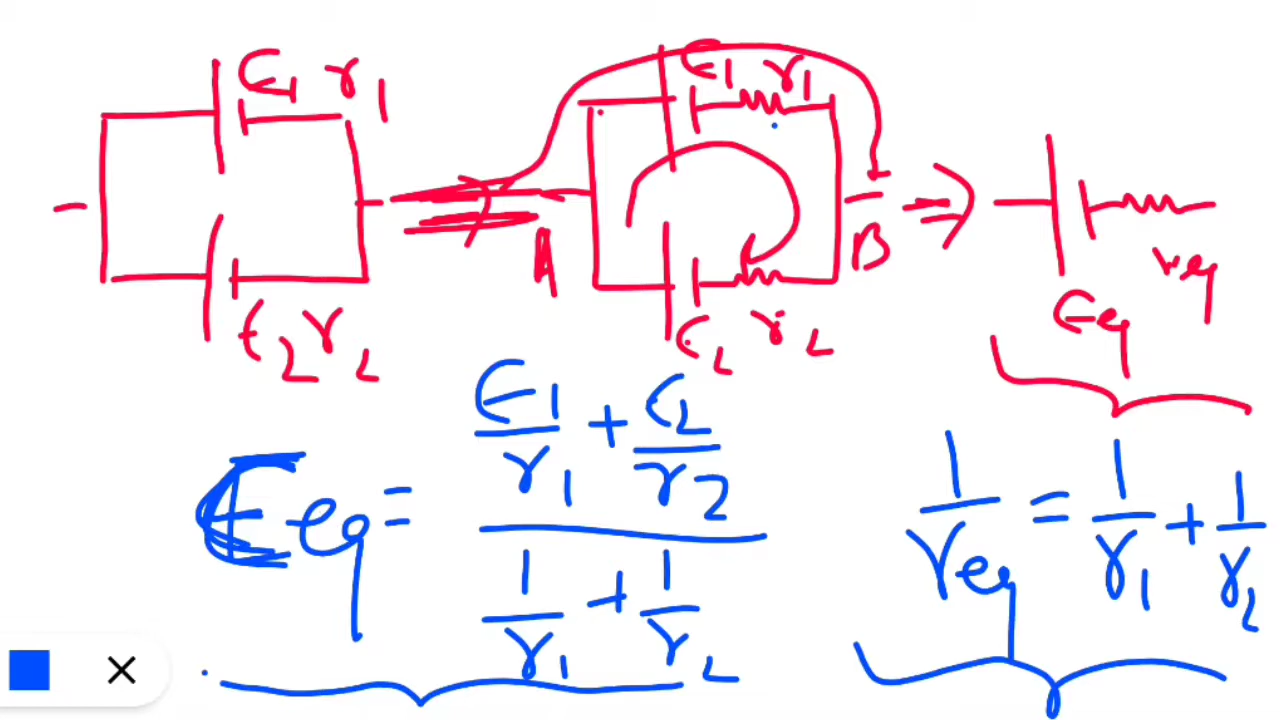 ϵ1 r1
ϵ1 r1
A
B
req
ϵeq
ϵ2 r2
ϵ2 r2
ϵeq = (ϵ1/r1 + ϵ2/r2) / (1/r1 + 1/r2)
1/req = 1/r1 + 1/r2
×